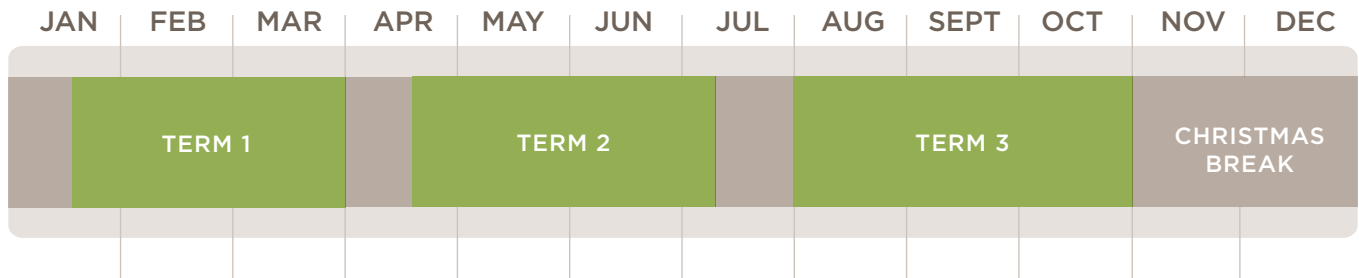 JAN FEB MAR APR MAY JUN JUL AUG SEPT OCT NOV DEC
TERM 1 TERM 2 TERM 3 CHRISTMAS
BREAK